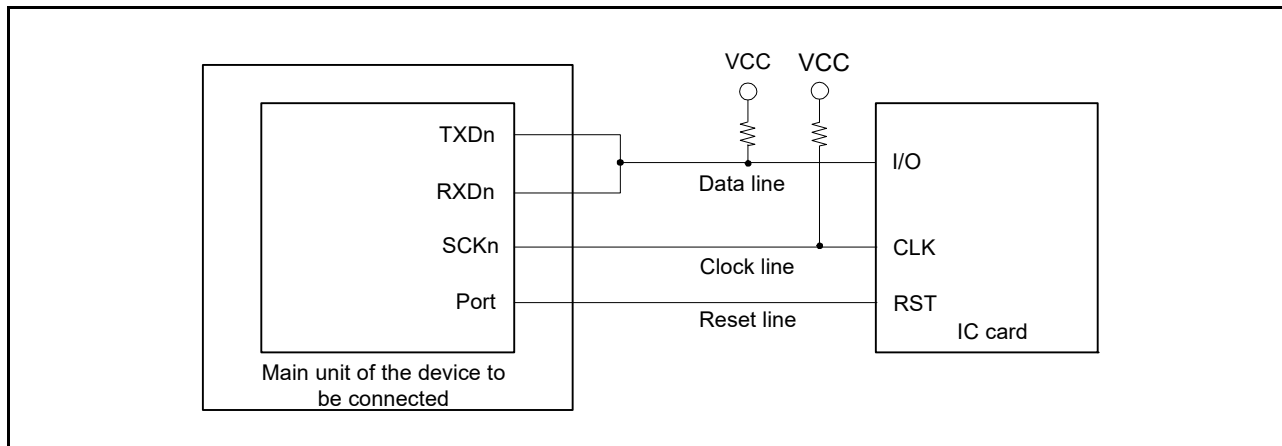 VCC
VCC
TXDn
RXDn
SCKn
Port
Data line
Clock line
Reset line
I/O
CLK
RST
IC card
Main unit of the device to
be connected